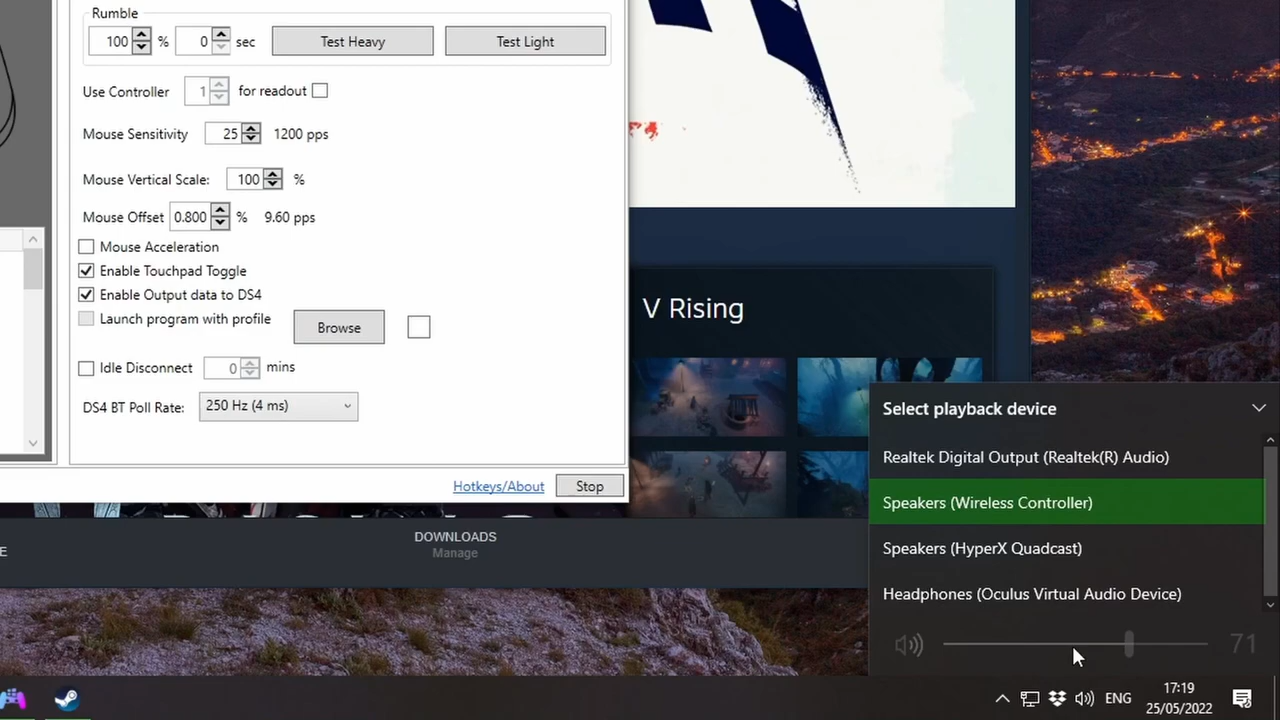 Rumble
100 % 0 sec Test Heavy Test Light
Use Controller 1 for readout
Mouse Sensitivity 25 1200 pps
Mouse Vertical Scale: 100 %
Mouse Offset 0.800 % 9.60 pps
Mouse Acceleration
Enable Touchpad Toggle
Enable Output data to DS4
Launch program with profile Browse
Idle Disconnect 0 mins
DS4 BT Poll Rate: 250 Hz (4 ms)
Hotkeys/About Stop
V Rising
E
DOWNLOADS
Manage
Select playback device
Realtek Digital Output (Realtek(R) Audio)
Speakers (Wireless Controller)
Speakers (HyperX Quadcast)
Headphones (Oculus Virtual Audio Device)
71
ENG
17:19
25/05/2022